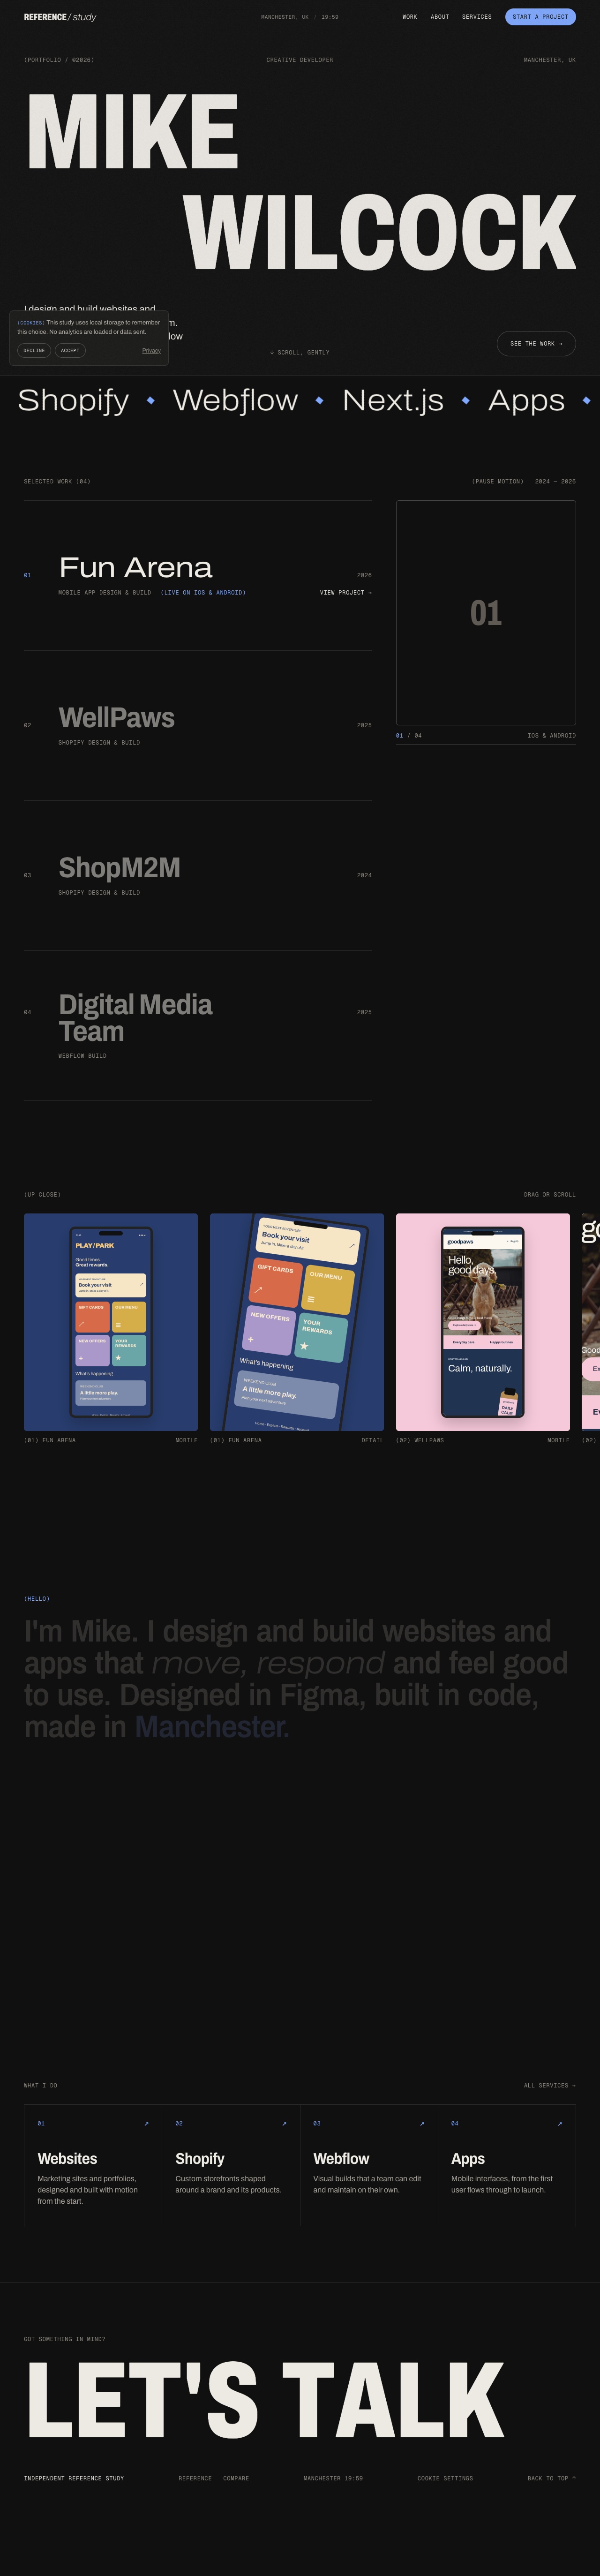 REFERENCE / study
MANCHESTER, UK / 19:59
WORK ABOUT SERVICES START A PROJECT
(PORTFOLIO / ©2026) CREATIVE DEVELOPER MANCHESTER, UK
MIKE
WILCOCK
I design and build websites and
m.
low
(COOKIES) This study uses local storage to remember
this choice. No analytics are loaded or data sent.
DECLINE ACCEPT Privacy
↓ SCROLL, GENTLY
SEE THE WORK →
Shopify ◆ Webflow ◆ Next.js ◆ Apps ◆
SELECTED WORK (04) (PAUSE MOTION) 2024 — 2026
01 Fun Arena 2026
MOBILE APP DESIGN & BUILD (LIVE ON IOS & ANDROID) VIEW PROJECT →
01
01 / 04 IOS & ANDROID
02 WellPaws 2025
SHOPIFY DESIGN & BUILD
03 ShopM2M 2024
SHOPIFY DESIGN & BUILD
04 Digital Media
Team 2025
WEBFLOW BUILD
(UP CLOSE) DRAG OR SCROLL
PLAY/PARK
Good times.
Great rewards.
Book your visit
GIFT CARDS
OUR MENU
NEW OFFERS
YOUR
REWARDS
What's happening
A little more play.
(01) FUN ARENA MOBILE
Book your visit
GIFT CARDS
OUR MENU
NEW OFFERS
YOUR
REWARDS
What's happening
WEEKEND CLUB
A little more play.
(01) FUN ARENA DETAIL
goodpaws
Hello,
good days.
Everyday care
Happy routines
Calm, naturally.
DAILY
CALM
(02) WELLPAWS MOBILE
Good
(02)
(HELLO)
I'm Mike. I design and build websites and
apps that move, respond and feel good
to use. Designed in Figma, built in code,
made in Manchester.
WHAT I DO ALL SERVICES →
01 ↗
Websites
Marketing sites and portfolios,
designed and built with motion
from the start.
02 ↗
Shopify
Custom storefronts shaped
around a brand and its products.
03 ↗
Webflow
Visual builds that a team can edit
and maintain on their own.
04 ↗
Apps
Mobile interfaces, from the first
user flows through to launch.
GOT SOMETHING IN MIND?
LET'S TALK
INDEPENDENT REFERENCE STUDY REFERENCE COMPARE MANCHESTER 19:59 COOKIE SETTINGS BACK TO TOP ↑